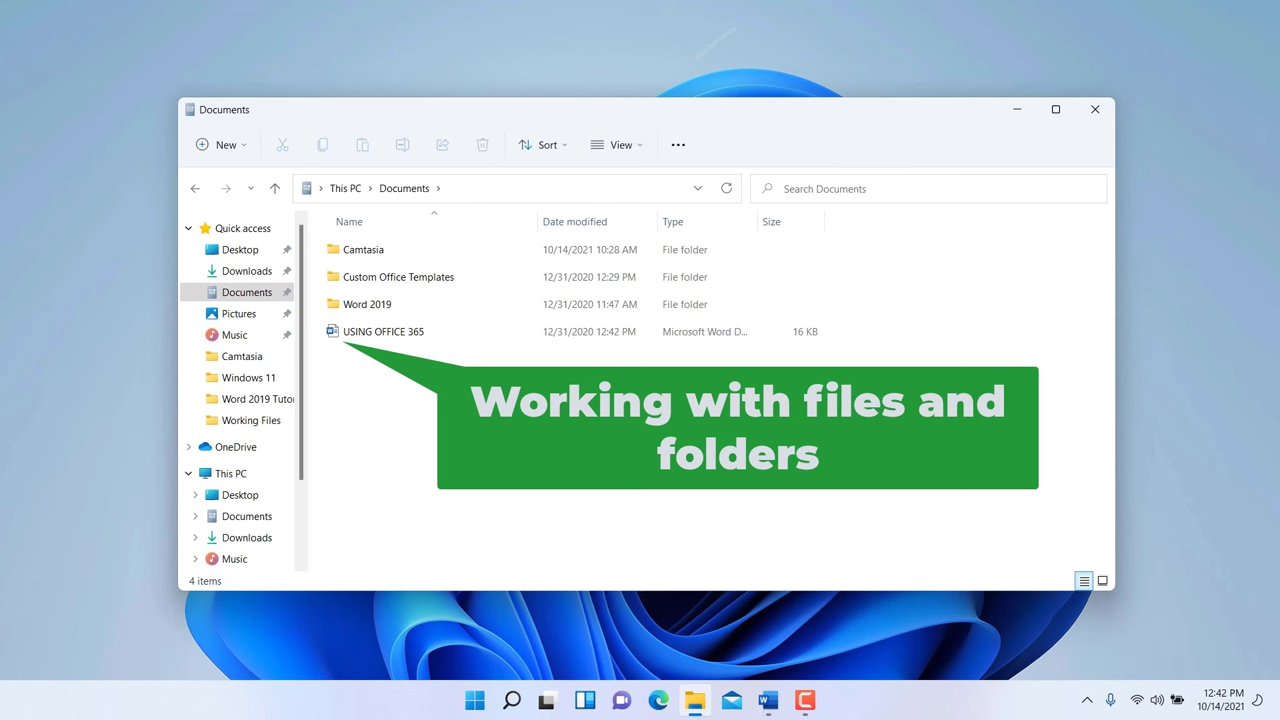 Documents
New
Sort
View
This PC
Documents
Search Documents
Name
Date modified
Type
Size
Quick access
Desktop
Downloads
Documents
Pictures
Music
Camtasia
Windows 11
Word 2019 Tutor
Working Files
OneDrive
This PC
Desktop
Documents
Downloads
Music
Camtasia 10/14/2021 10:28 AM File folder
Custom Office Templates 12/31/2020 12:29 PM File folder
Word 2019 12/31/2020 11:47 AM File folder
USING OFFICE 365 12/31/2020 12:42 PM Microsoft Word D... 16 KB
Working with files and
folders
4 items
12:42 PM
10/14/2021